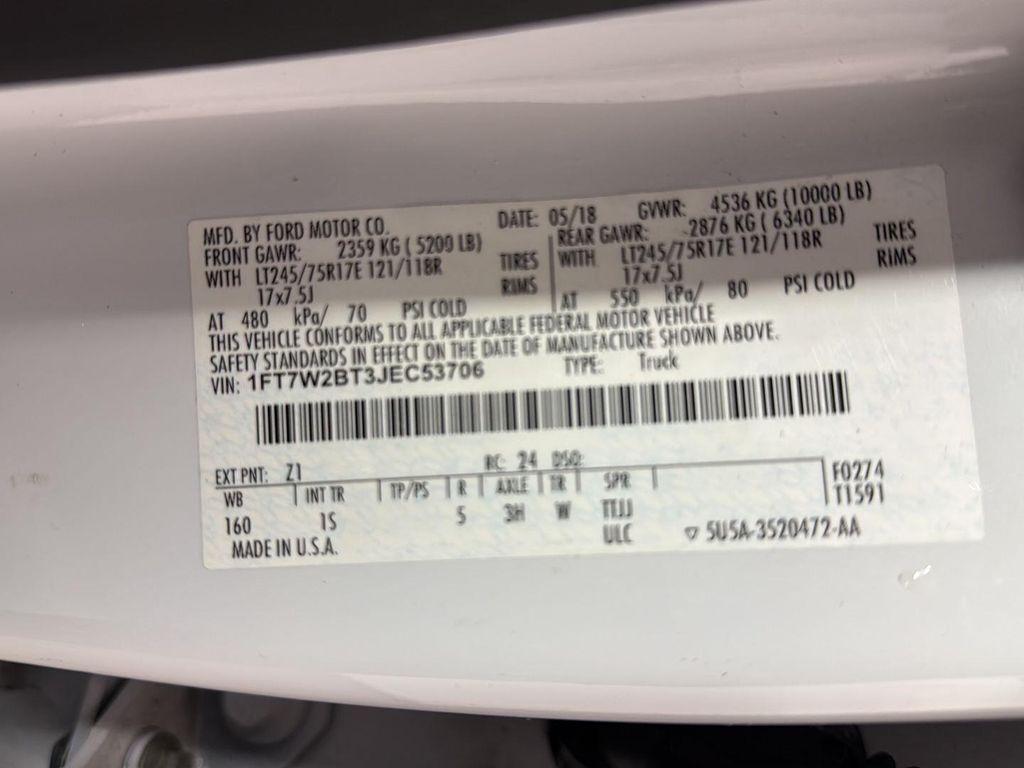 MFD. BY FORD MOTOR CO. DATE: 05/18 GVWR: 4536 KG (10000 LB)
FRONT GAWR: 2359 KG ( 5200 LB) REAR GAWR: 2876 KG ( 6340 LB)
WITH LT245/75R17E 121/118R TIRES WITH LT245/75R17E 121/118R TIRES
17x7.5J RIMS 17x7.5J RIMS
AT 480 kPa/ 70 PSI COLD AT 550 kPa/ 80 PSI COLD
THIS VEHICLE CONFORMS TO ALL APPLICABLE FEDERAL MOTOR VEHICLE
SAFETY STANDARDS IN EFFECT ON THE DATE OF MANUFACTURE SHOWN ABOVE.
VIN: 1FT7W2BT3JEC53706 TYPE: Truck
EXT PNT: Z1 RC: 24 DSO:
WB INT TR TP/PS R AXLE TR SPR F0274
160 1S 5 3H W TTJJ T1591
MADE IN U.S.A. ULC ▽ 5U5A-3520472-AA